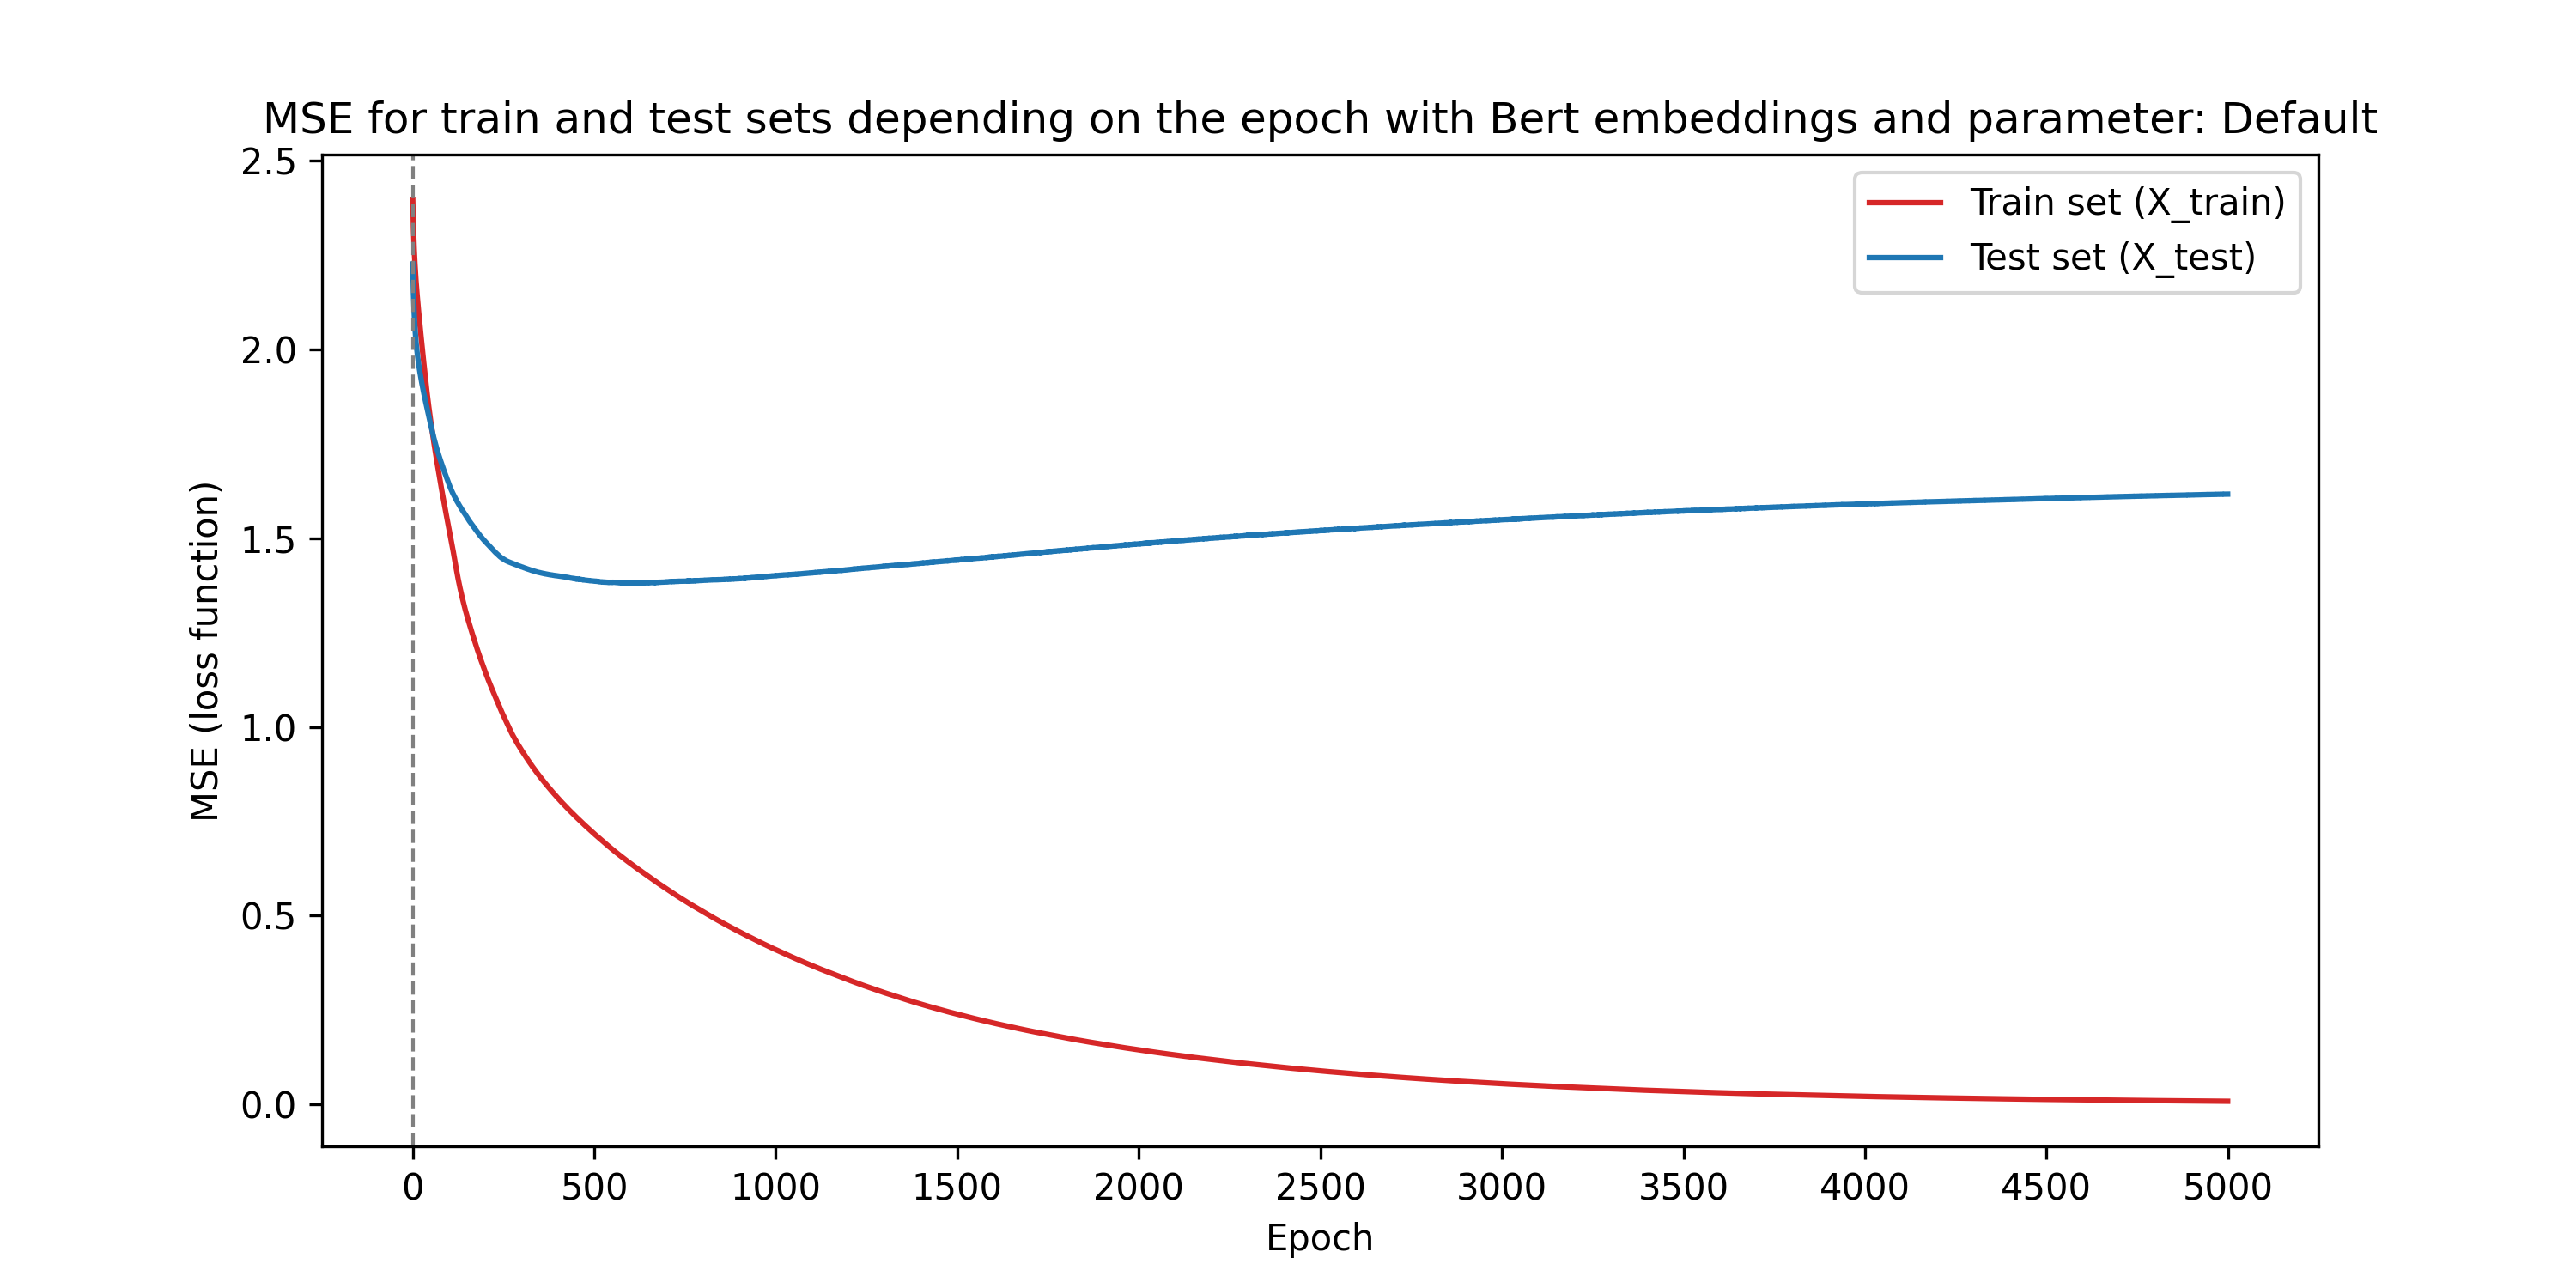 MSE for train and test sets depending on the epoch with Bert embeddings and parameter: Default
2.5
2.0
1.5
1.0
0.5
0.0
MSE (loss function)
Train set (X_train)
Test set (X_test)
0 500 1000 1500 2000 2500 3000 3500 4000 4500 5000
Epoch